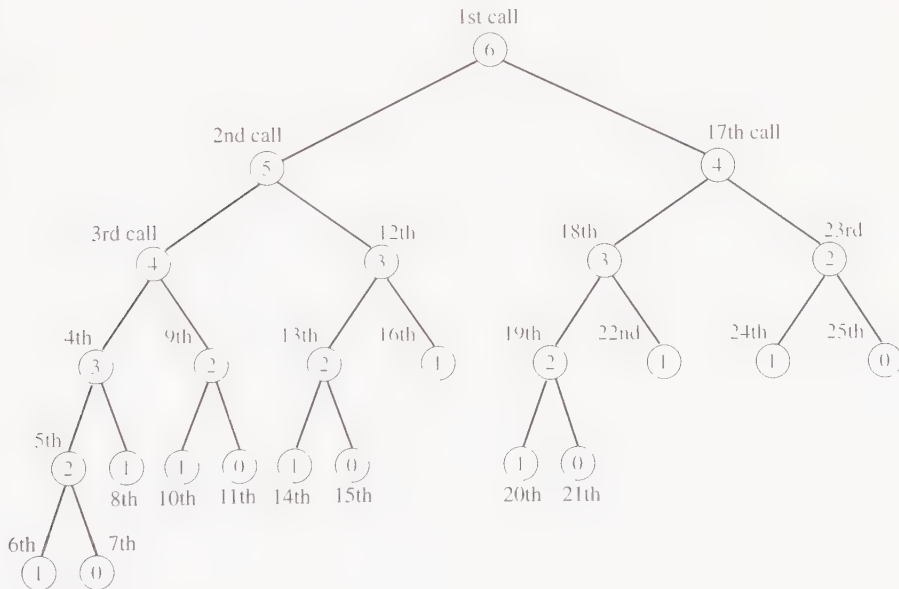 1st call
6
2nd call 17th call
5 4
3rd call 12th 18th 23rd
4 3 3 2
4th 9th 13th 16th 19th 22nd 24th 25th
3 2 2 1 2 1 1 0
5th
2 1 1 0 1 0 1 0
8th 10th 11th 14th 15th 20th 21th
6th 7th
1 0